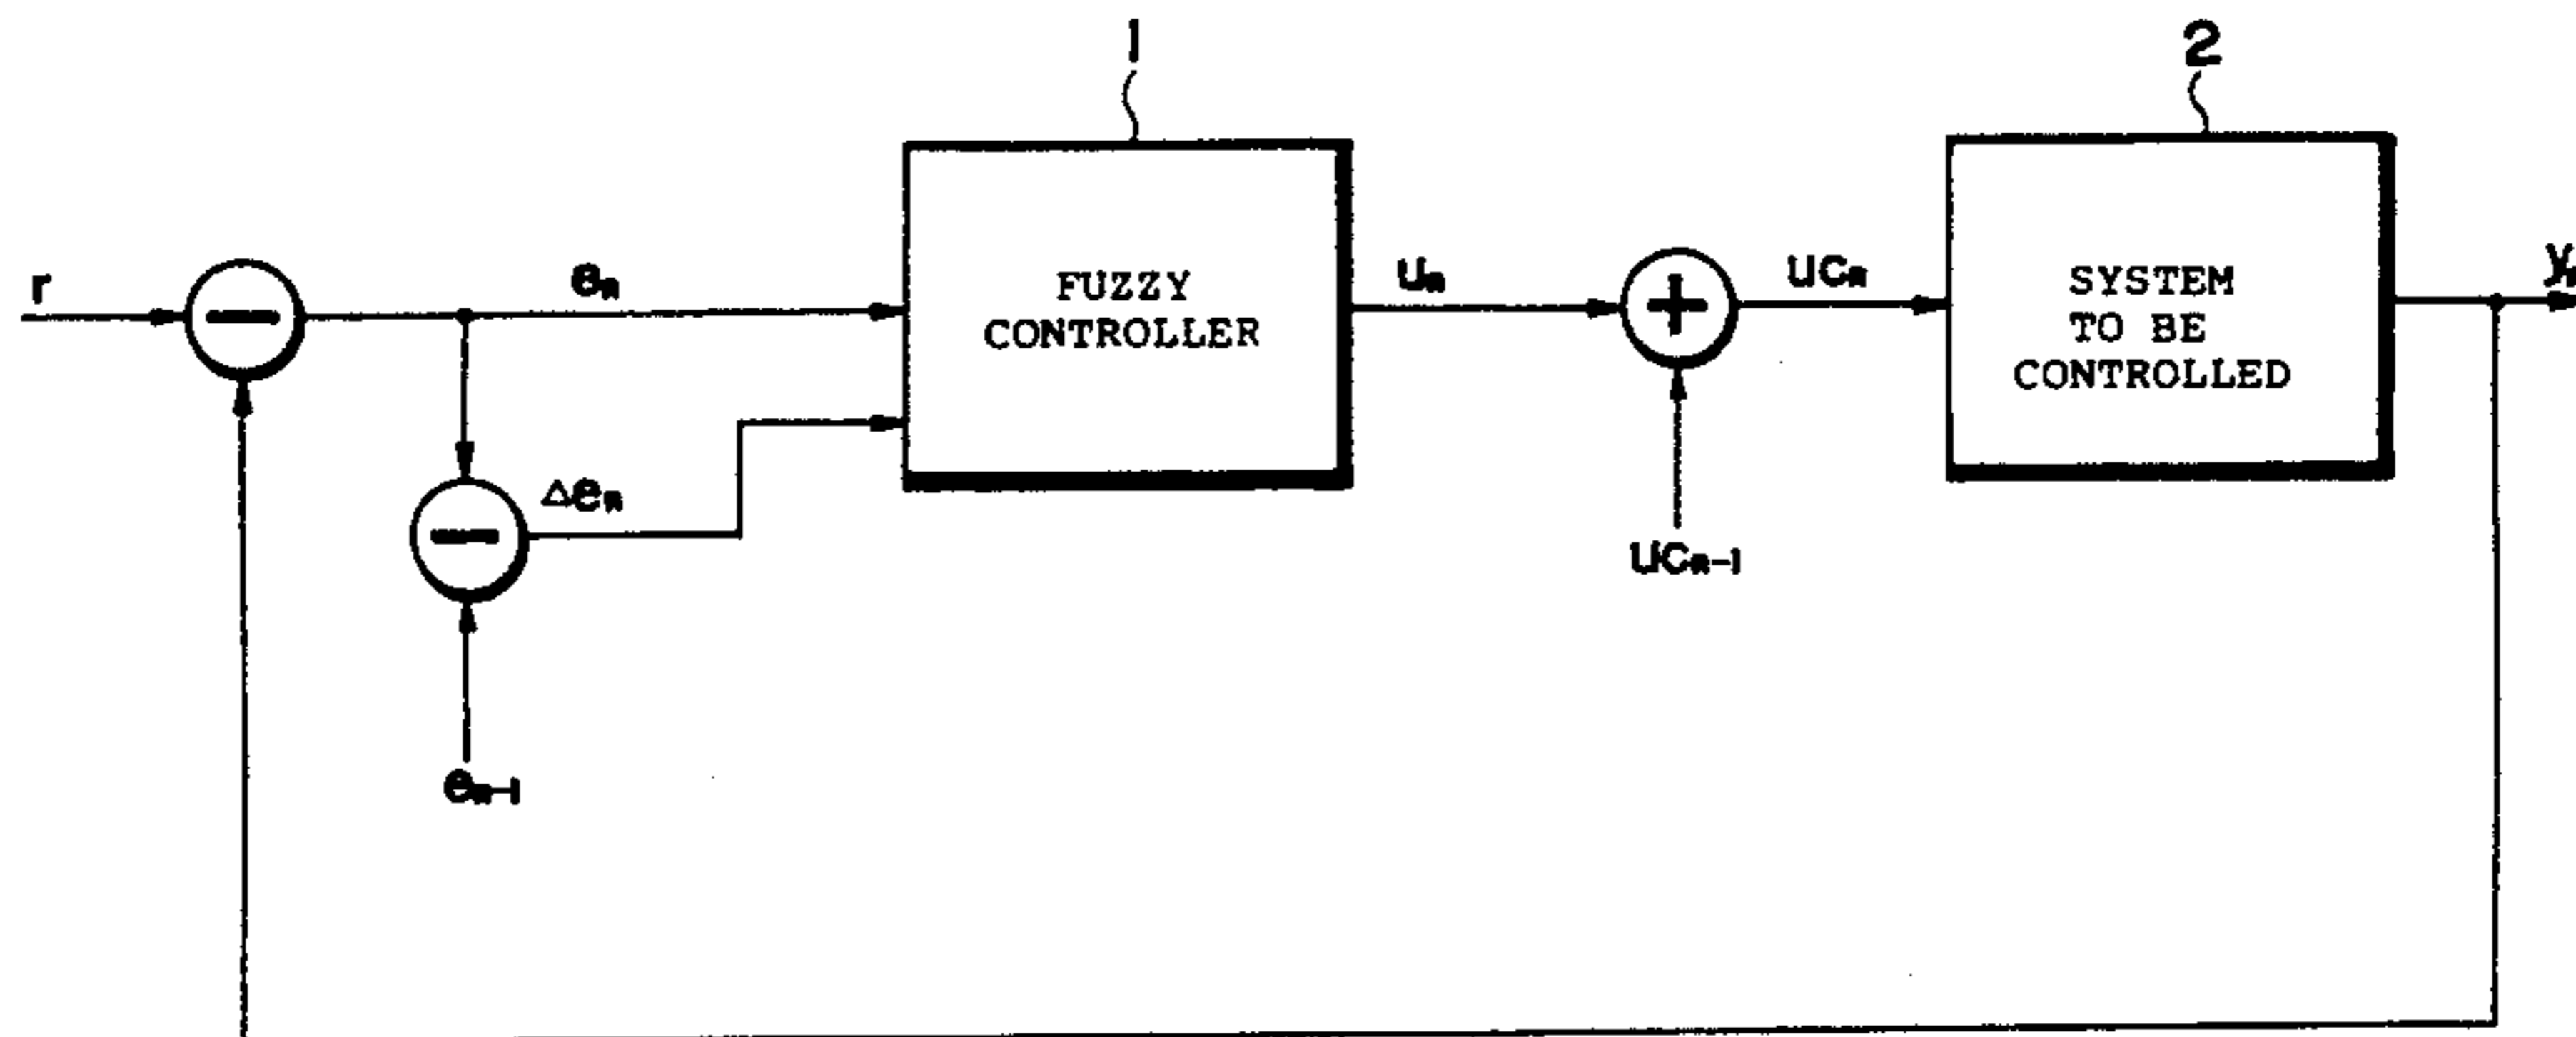 1
2
r
eₙ
FUZZY
CONTROLLER
uₙ
ucₙ
SYSTEM
TO BE
CONTROLLED
Δeₙ
ucₙ₋₁
eₙ₋₁